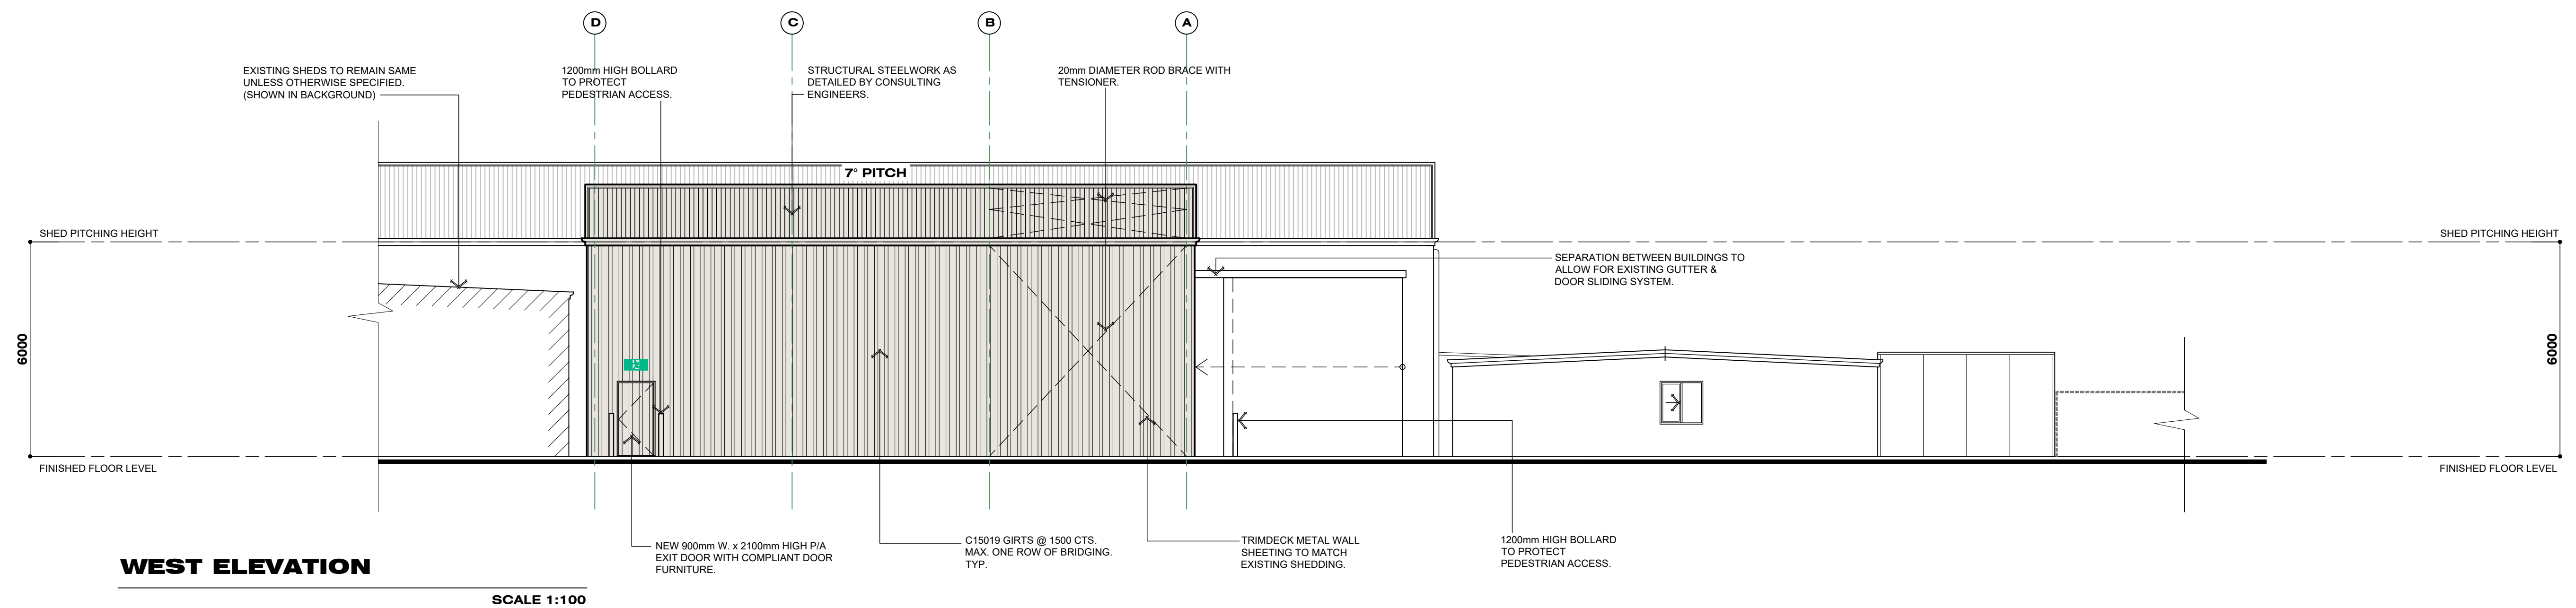 D
C
B
A
EXISTING SHEDS TO REMAIN SAME
UNLESS OTHERWISE SPECIFIED.
(SHOWN IN BACKGROUND)
1200mm HIGH BOLLARD
TO PROTECT
PEDESTRIAN ACCESS.
STRUCTURAL STEELWORK AS
DETAILED BY CONSULTING
ENGINEERS.
20mm DIAMETER ROD BRACE WITH
TENSIONER.
7° PITCH
SHED PITCHING HEIGHT
SHED PITCHING HEIGHT
SEPARATION BETWEEN BUILDINGS TO
ALLOW FOR EXISTING GUTTER &
DOOR SLIDING SYSTEM.
6000
6000
FINISHED FLOOR LEVEL
FINISHED FLOOR LEVEL
NEW 900mm W. x 2100mm HIGH P/A
EXIT DOOR WITH COMPLIANT DOOR
FURNITURE.
C15019 GIRTS @ 1500 CTS.
MAX. ONE ROW OF BRIDGING.
TYP.
TRIMDECK METAL WALL
SHEETING TO MATCH
EXISTING SHEDDING.
1200mm HIGH BOLLARD
TO PROTECT
PEDESTRIAN ACCESS.
WEST ELEVATION
SCALE 1:100